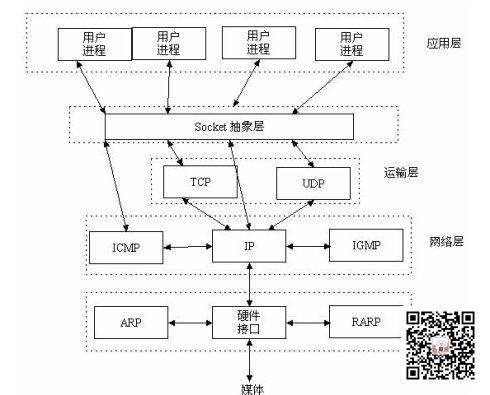 用户 用户 用户 用户
进程 进程 进程 进程
应用层
Socket 抽象层
TCP
UDP
运输层
ICMP
IP
IGMP
网络层
ARP
硬件
接口
RARP
媒体